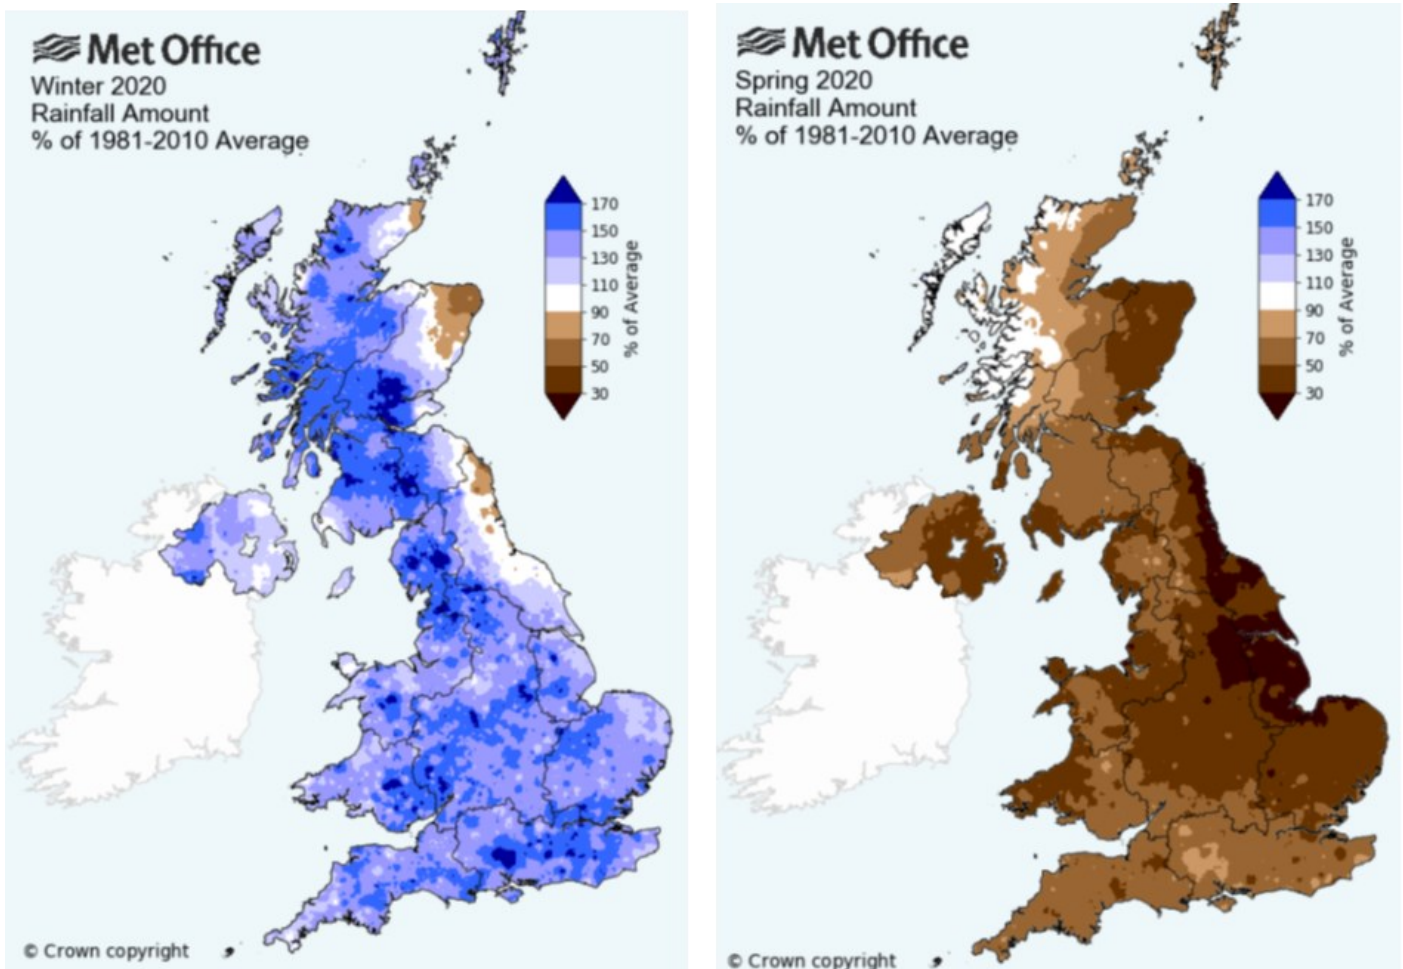 Met Office
Winter 2020
Rainfall Amount
% of 1981-2010 Average
170
150
130
110
90
70
50
30
% of Average
© Crown copyright
Met Office
Spring 2020
Rainfall Amount
% of 1981-2010 Average
170
150
130
110
90
70
50
30
% of Average
© Crown copyright